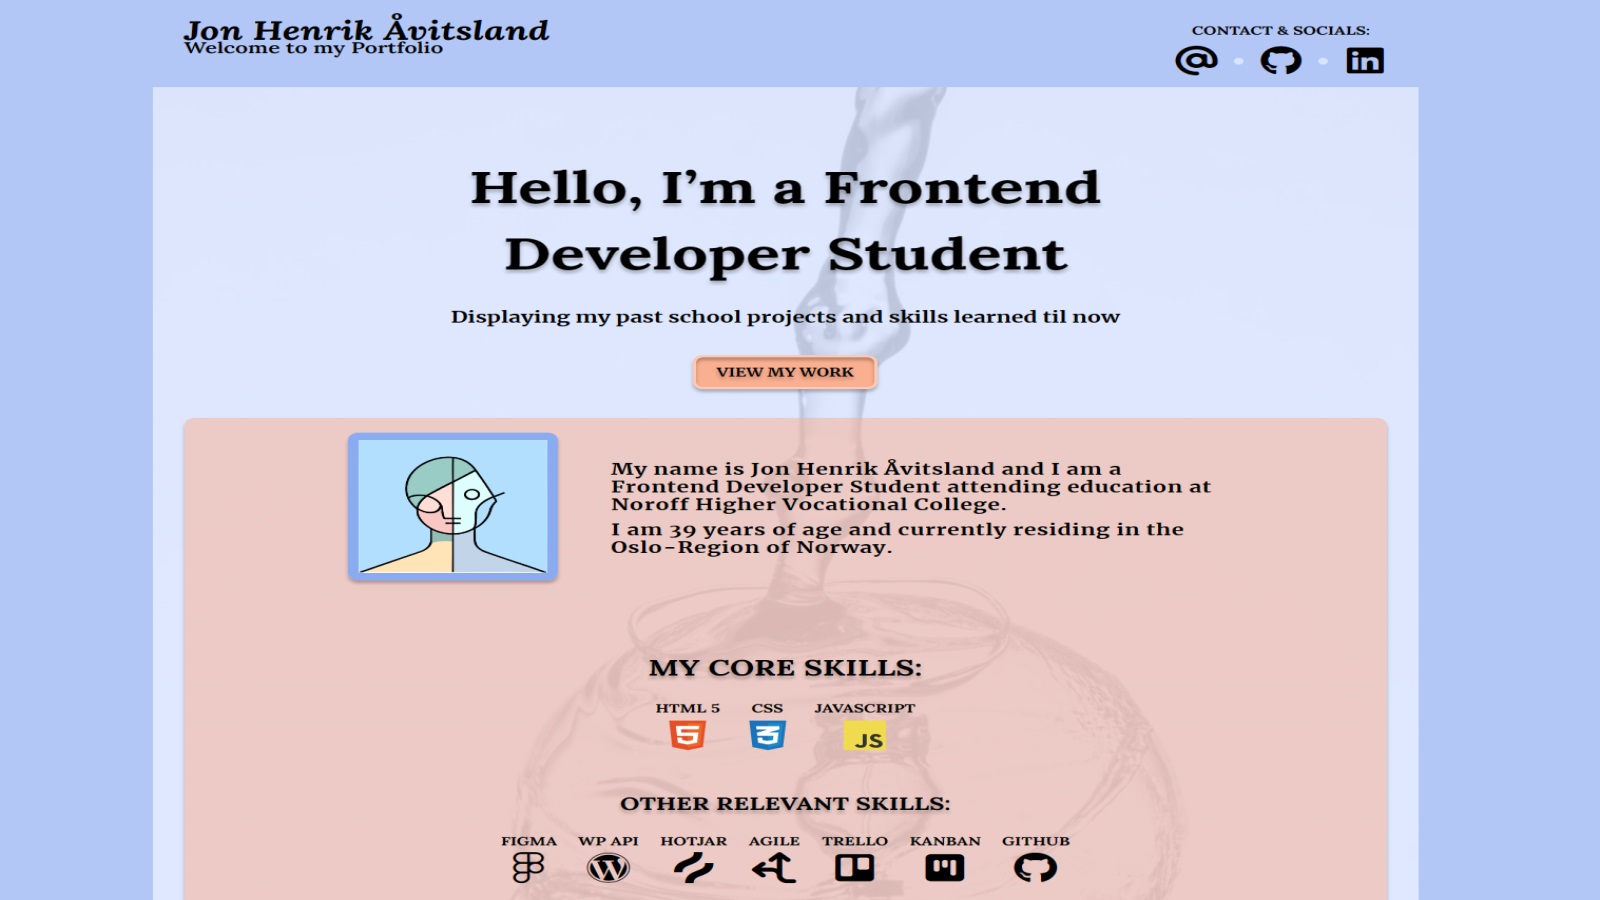 Jon Henrik Åvitsland
Welcome to my Portfolio
CONTACT & SOCIALS:
Hello, I’m a Frontend
Developer Student
Displaying my past school projects and skills learned til now
VIEW MY WORK
My name is Jon Henrik Åvitsland and I am a
Frontend Developer Student attending education at
Noroff Higher Vocational College.
I am 39 years of age and currently residing in the
Oslo-Region of Norway.
MY CORE SKILLS:
HTML 5 CSS JAVASCRIPT
JS
OTHER RELEVANT SKILLS:
FIGMA WP API HOTJAR AGILE TRELLO KANBAN GITHUB